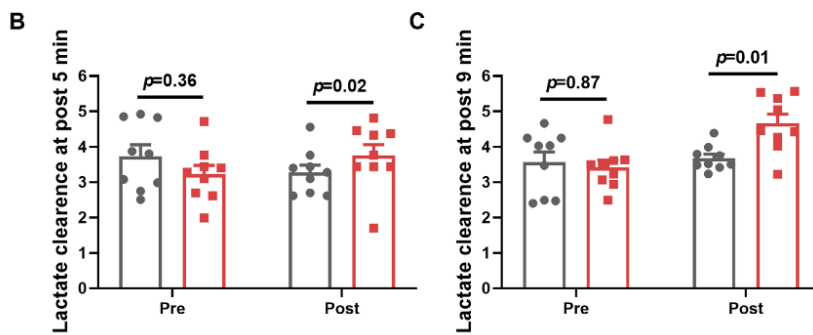 B
Lactate clearence at post 5 min
6
5
4
3
2
1
0
p=0.36
p=0.02
Pre
Post
C
Lactate clearence at post 9 min
6
5
4
3
2
1
0
p=0.87
p=0.01
Pre
Post